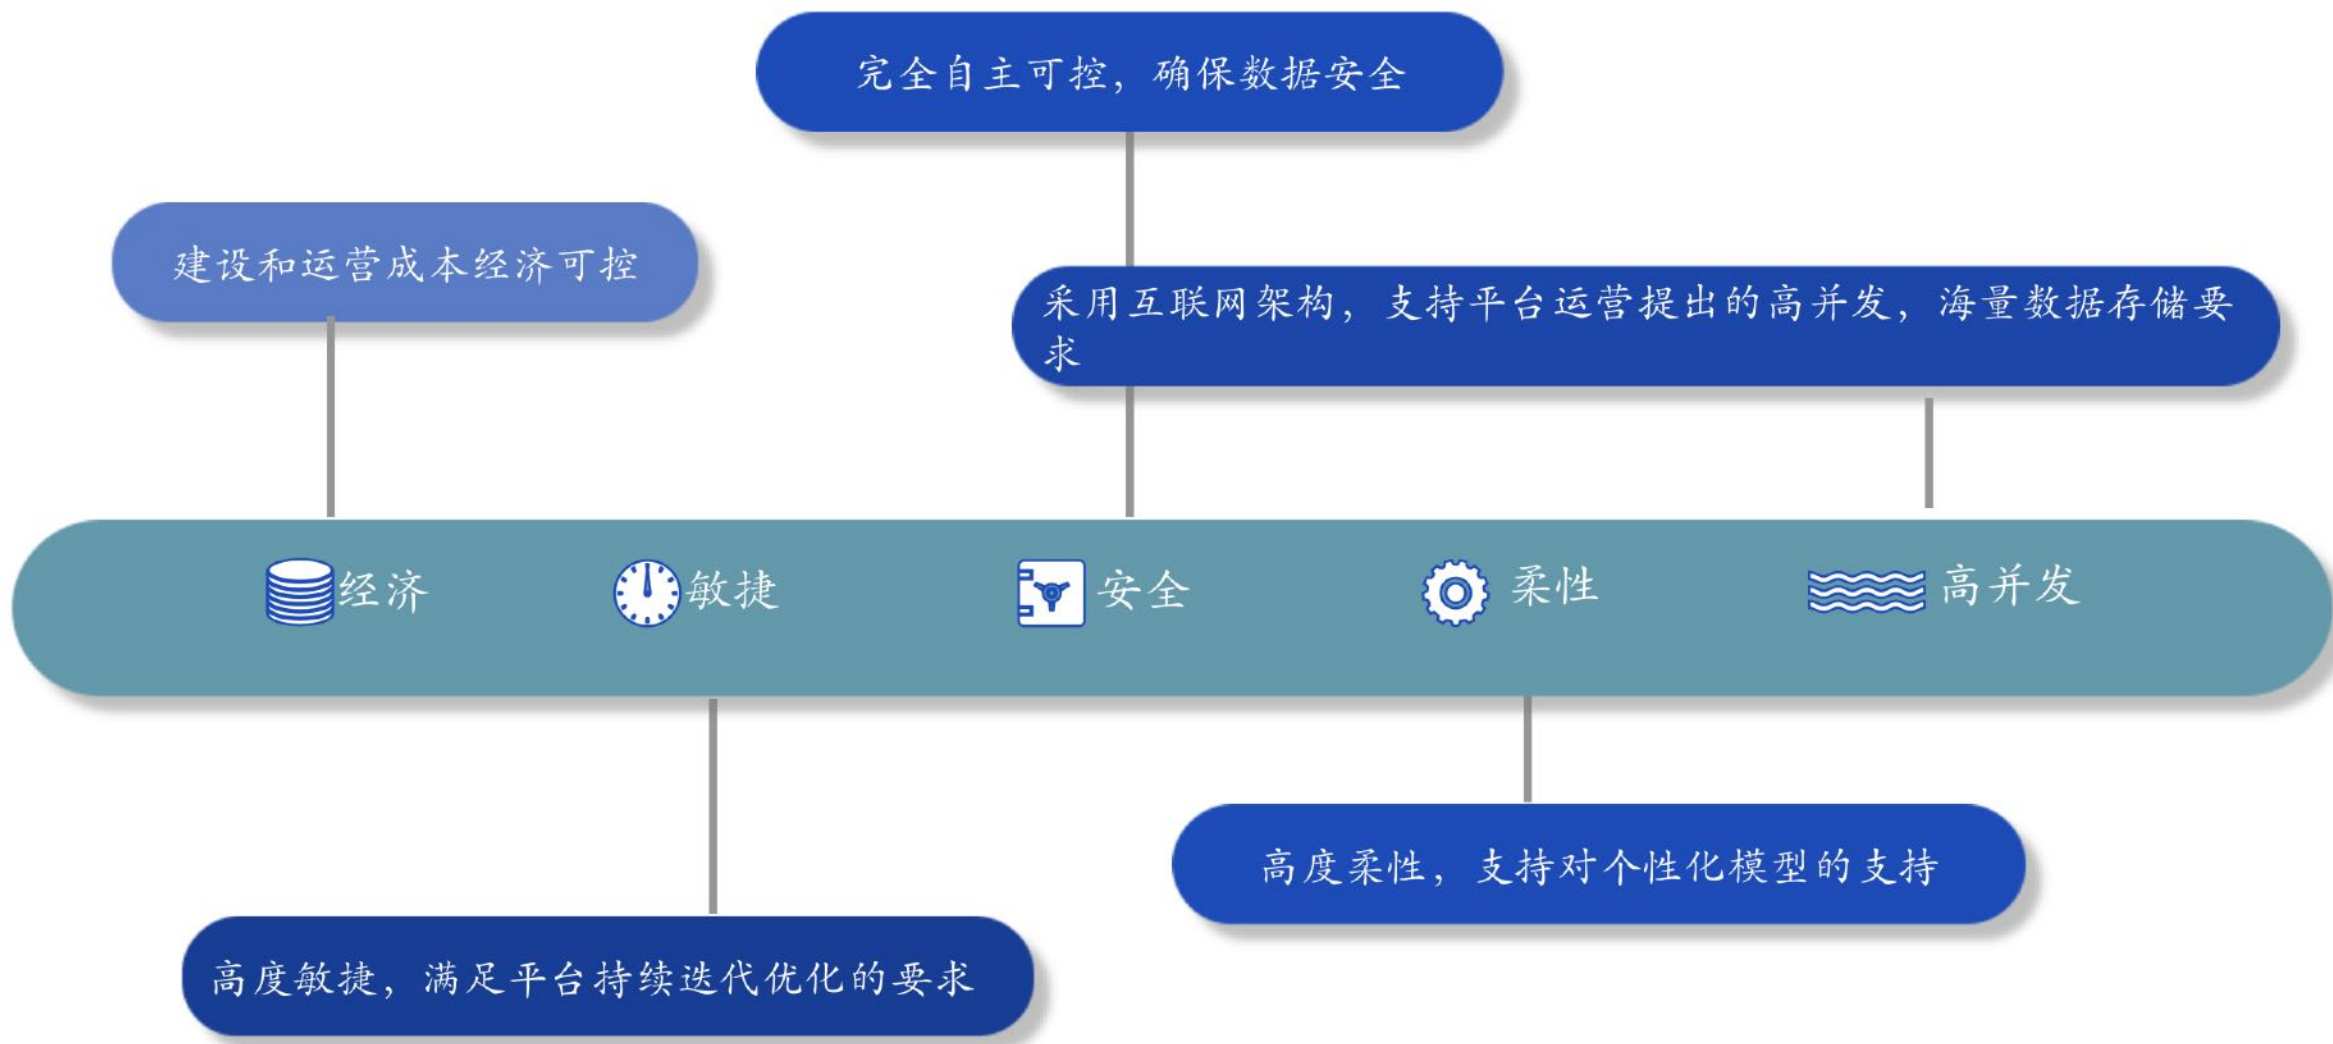 完全自主可控，确保数据安全
建设和运营成本经济可控
采用互联网架构，支持平台运营提出的高并发，海量数据存储要
求
经济
敏捷
安全
柔性
高并发
高度柔性，支持对个性化模型的支持
高度敏捷，满足平台持续迭代优化的要求